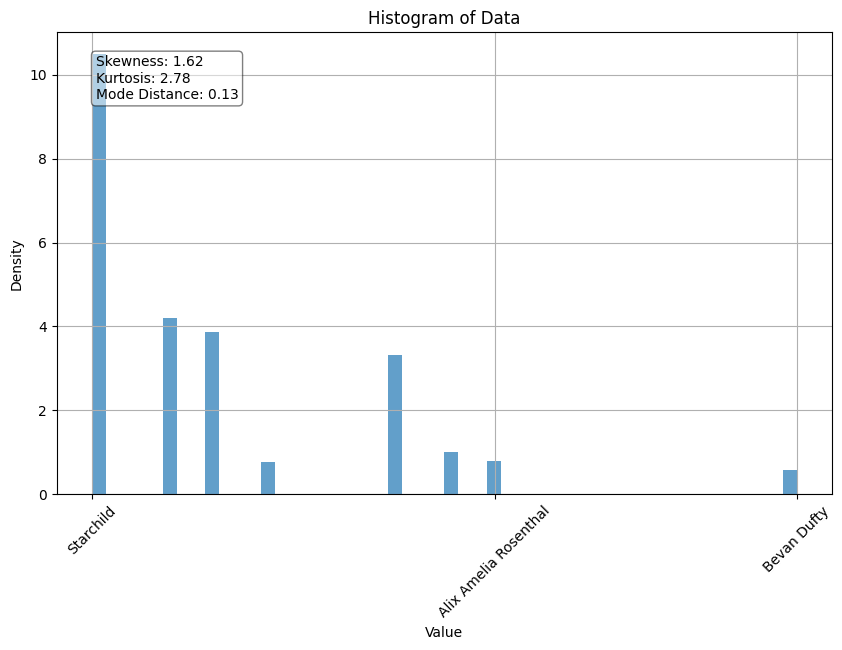 Histogram of Data
Skewness: 1.62
Kurtosis: 2.78
Mode Distance: 0.13
10
8
6
4
2
0
Density
Starchild
Alix Amelia Rosenthal
Bevan Dufty
Value